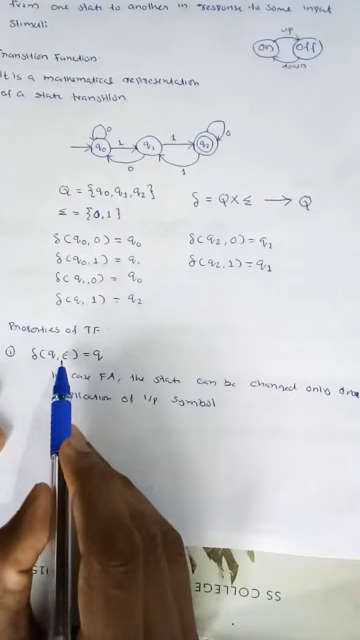 from one state to another in response to some input
stimuli
up
on off
down
Transition Function
It is a mathematical representation
of a state transition
0 0
q0 1 q1 1 q2
0 1
Q = {q0, q1, q2} δ = Q × Σ → Q
Σ = {0,1}
δ(q0, 0) = q0 δ(q2, 0) = q2
δ(q0, 1) = q1 δ(q2, 1) = q1
δ(q1, 0) = q0
δ(q1, 1) = q2
Properties of TF
① δ(q, ε) = q
case FA, the state can be changed only
of i/p symbol
SS COLLEGE